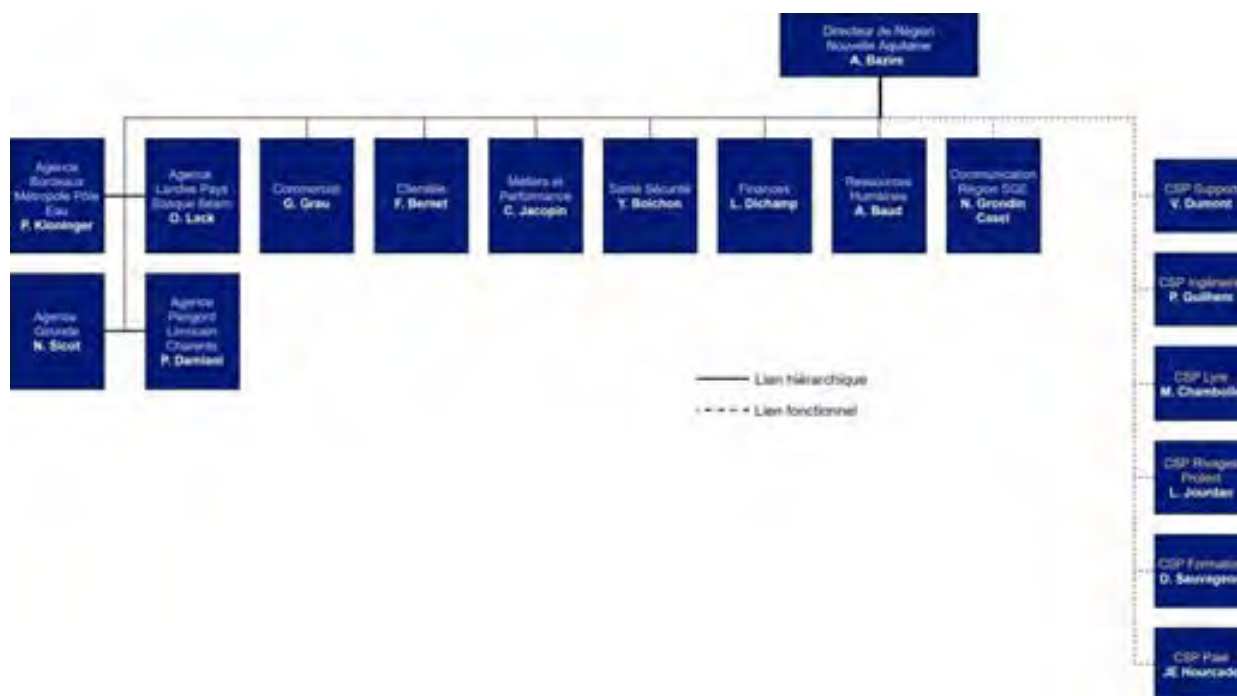 Directeur de Région
Nouvelle Aquitaine
A. Bazire
Agence
Bordeaux
Métropole Pôle
Eau
P. Kloninger
Agence
Landes Pays
Basque Béarn
O. Lack
Commercial
G. Grau
Clientèle
F. Bernet
Métiers et
Performance
C. Jacopin
Santé Sécurité
Y. Boichon
Finances
L. Dichamp
Ressources
Humaines
A. Baud
Communication
Région SGE
N. Grondin
Casel
CSP Support
V. Dumont
CSP Ingénierie
P. Guilhem
Agence
Gironde
N. Sicot
Agence
Périgord
Limousin
Charente
P. Damiani
CSP Lyre
M. Chambolle
Lien hiérarchique
Lien fonctionnel
CSP Rivages
L. Jourdan
CSP Formation
D.
CSP Paie
JE Hourcade